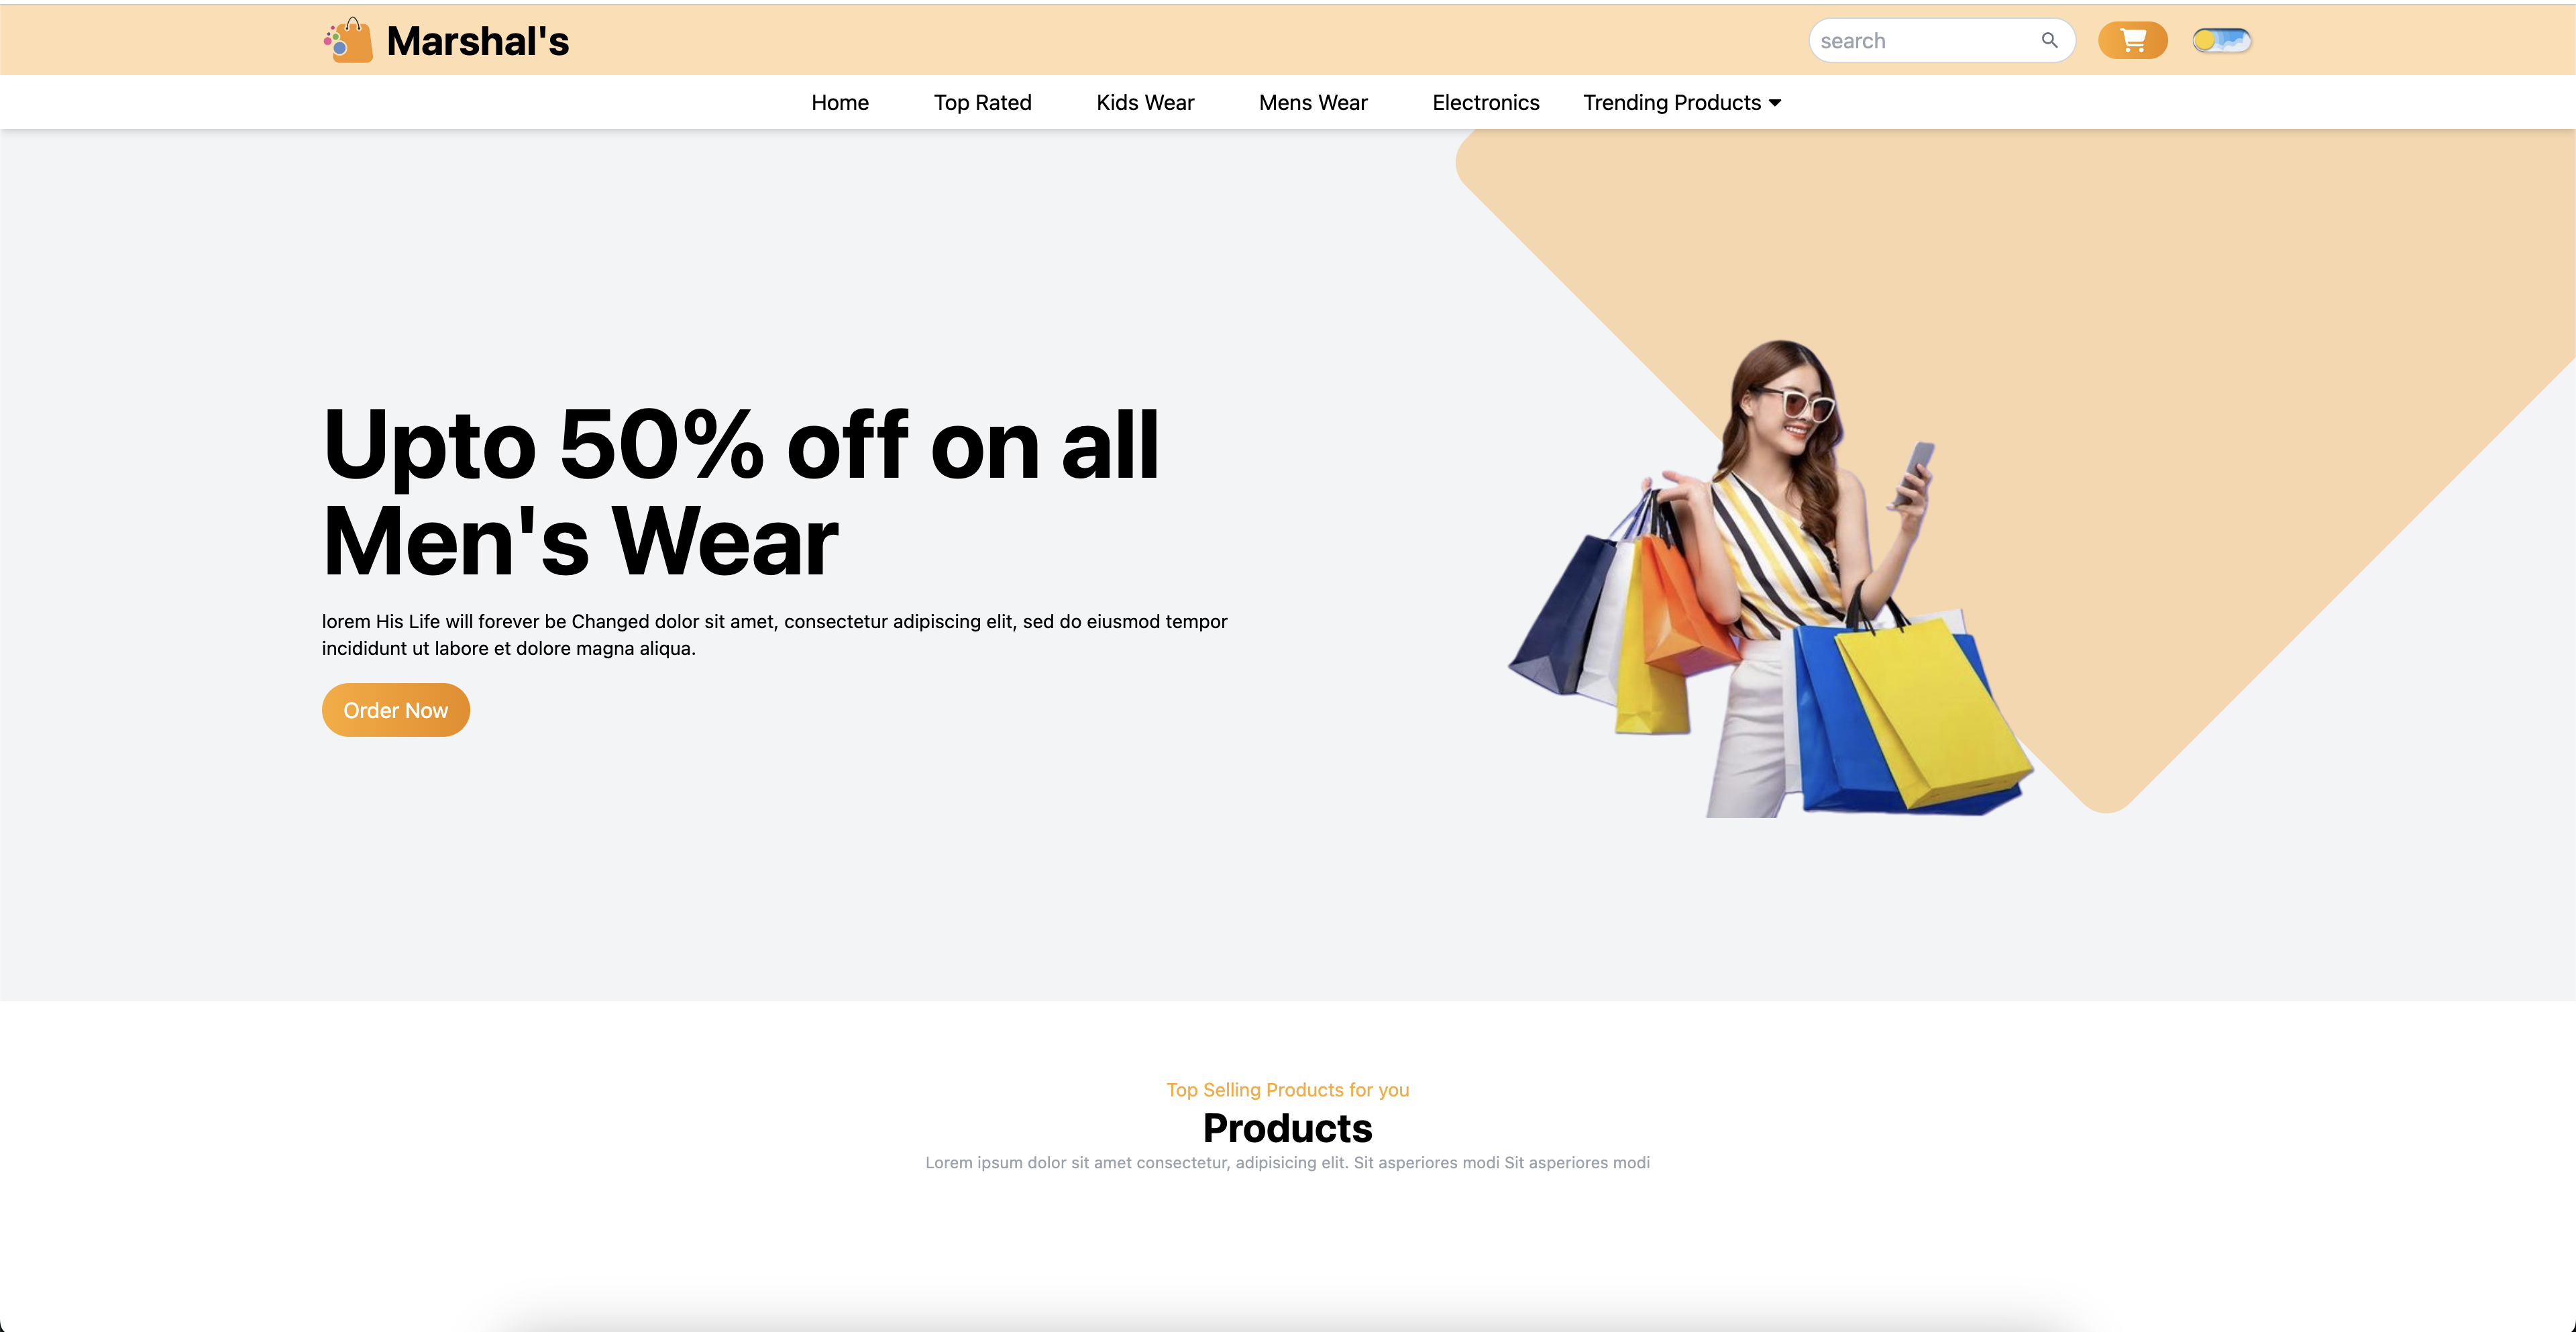 Marshal's
search
Home
Top Rated
Kids Wear
Mens Wear
Electronics
Trending Products
Upto 50% off on all
Men's Wear
lorem His Life will forever be Changed dolor sit amet, consectetur adipiscing elit, sed do eiusmod tempor
incididunt ut labore et dolore magna aliqua.
Order Now
Top Selling Products for you
Products
Lorem ipsum dolor sit amet consectetur, adipisicing elit. Sit asperiores modi Sit asperiores modi